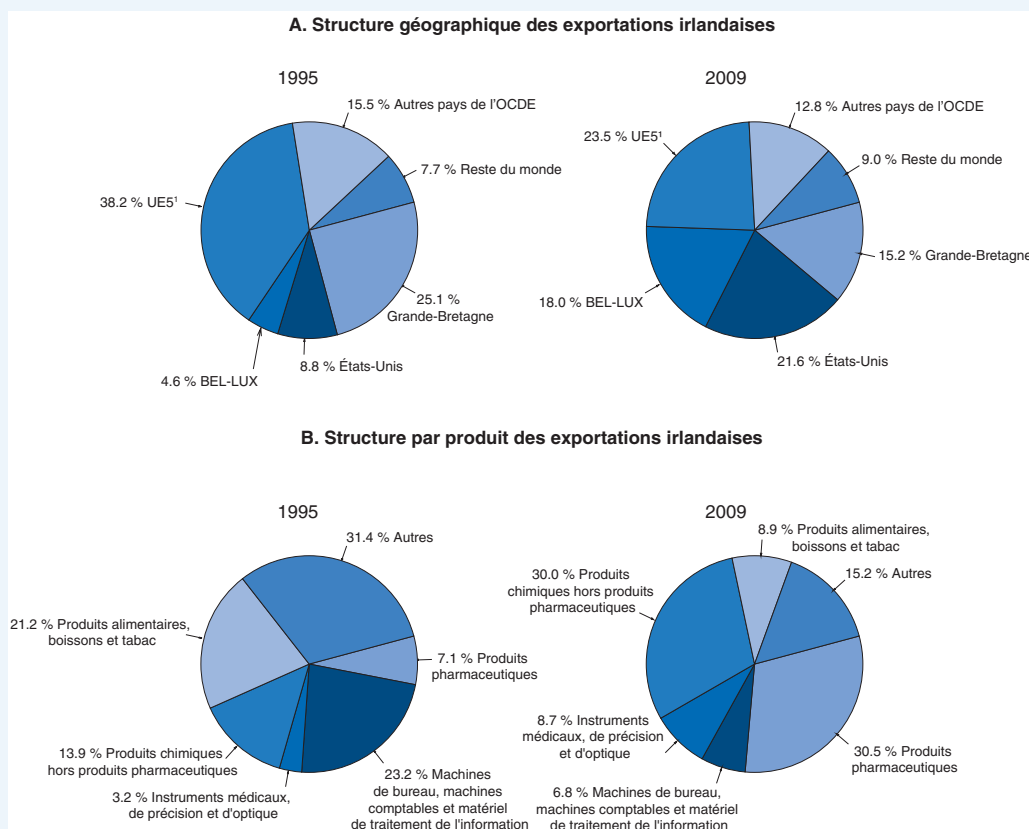 A. Structure géographique des exportations irlandaises
1995
15.5 % Autres pays de l'OCDE
7.7 % Reste du monde
38.2 % UE5¹
25.1 %
Grande-Bretagne
8.8 % États-Unis
4.6 % BEL-LUX
2009
12.8 % Autres pays de l'OCDE
23.5 % UE5¹
9.0 % Reste du monde
15.2 % Grande-Bretagne
18.0 % BEL-LUX
21.6 % États-Unis
B. Structure par produit des exportations irlandaises
1995
31.4 % Autres
21.2 % Produits alimentaires,
boissons et tabac
7.1 % Produits
pharmaceutiques
13.9 % Produits chimiques
hors produits pharmaceutiques
3.2 % Instruments médicaux,
de précision et d'optique
23.2 % Machines
de bureau, machines
comptables et matériel
de traitement de l'information
2009
8.9 % Produits alimentaires,
boissons et tabac
15.2 % Autres
30.0 % Produits
chimiques hors produits
pharmaceutiques
8.7 % Instruments
médicaux, de précision
et d'optique
30.5 % Produits
pharmaceutiques
6.8 % Machines de bureau,
machines comptables et matériel
de traitement de l'information